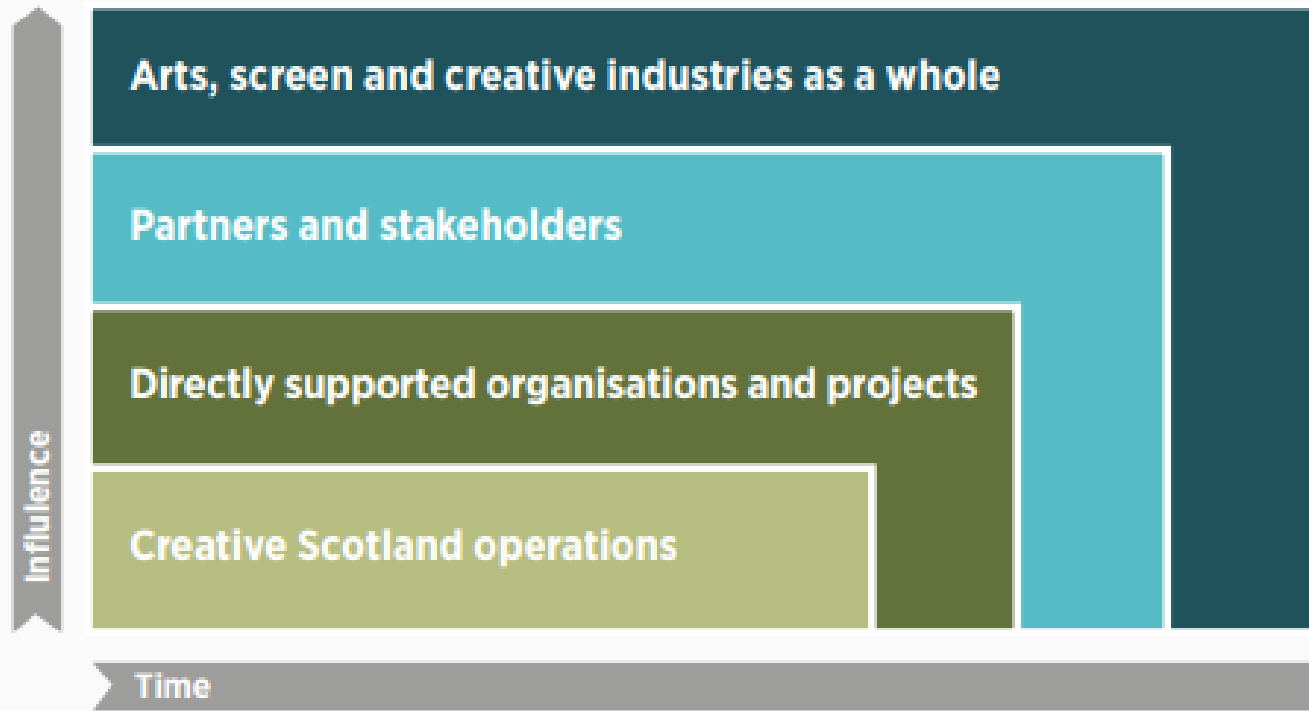 Arts, screen and creative industries as a whole
Partners and stakeholders
Directly supported organisations and projects
Creative Scotland operations
Influlence
Time